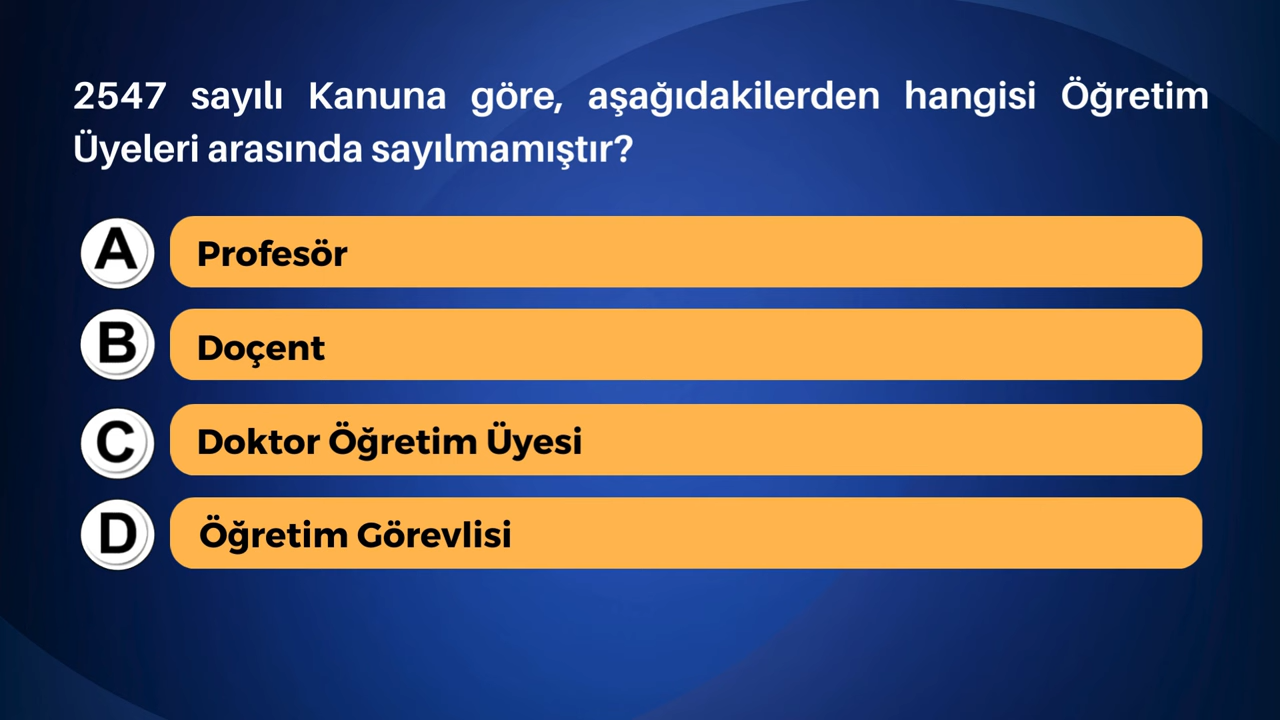 2547 sayılı Kanuna göre, aşağıdakilerden hangisi Öğretim
Üyeleri arasında sayılmamıştır?
A Profesör
B Doçent
C Doktor Öğretim Üyesi
D Öğretim Görevlisi